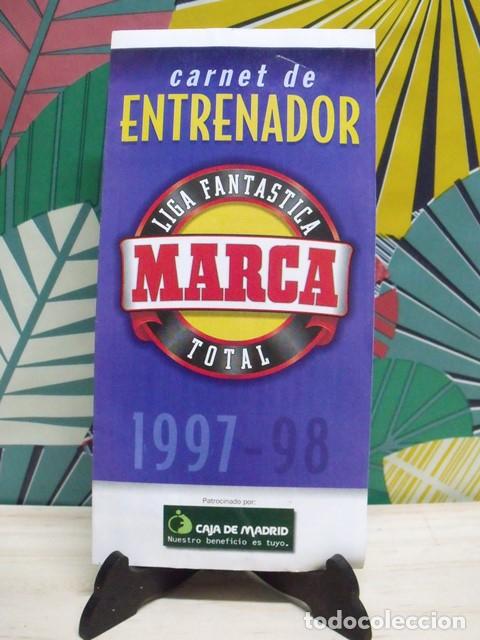 carnet de
ENTRENADOR
LIGA FANTASTICA
MARCA
TOTAL
1997-98
Patrocinado por:
CAJA DE MADRID
Nuestro beneficio es tuyo.
todocoleccion